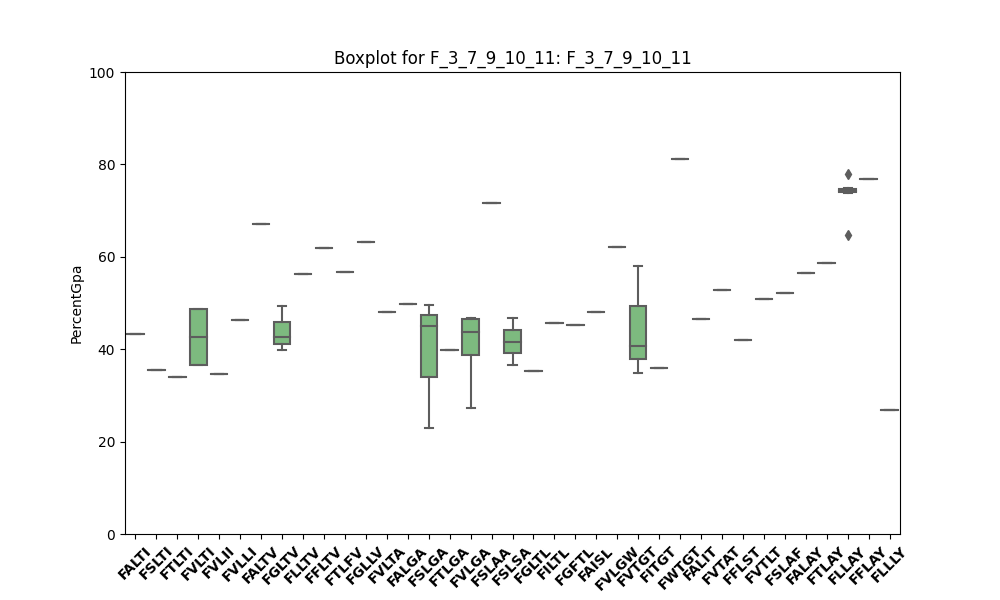 Boxplot for F_3_7_9_10_11: F_3_7_9_10_11
100
80
60
40
20
0
PercentGpa
FALTI
FSLTI
FTLTI
FVLTI
FVLII
FVLLI
FALTV
FGLTV
FLLTV
FFLTV
FTLFV
FGLLV
FVLTA
FALGA
FSLGA
FTLGA
FVLGA
FSLAA
FSLSA
FGLTL
FILTL
FGFTL
FAISL
FVLGW
FVTGT
FITGT
FWTGT
FALIT
FVTAT
FFLST
FVTLT
FSLAF
FALAY
FTLAY
FLLAY
FFLAY
FLLLY